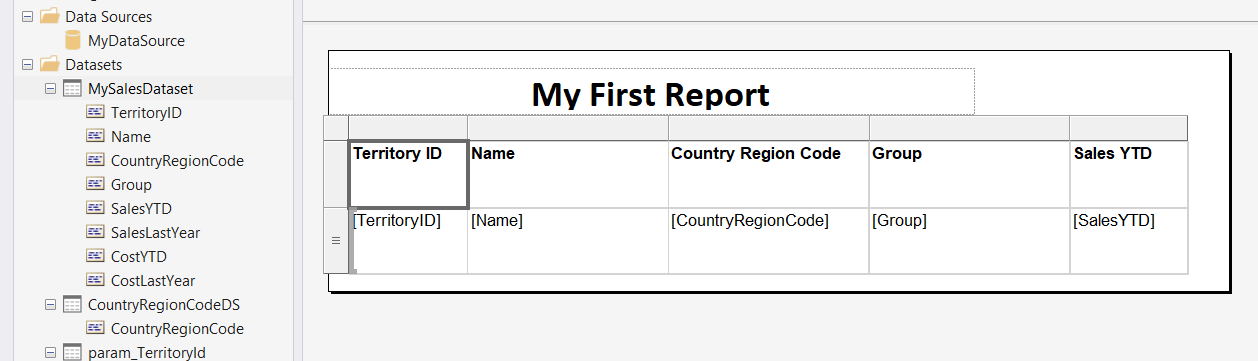 Data Sources
MyDataSource
Datasets
MySalesDataset
TerritoryID
Name
CountryRegionCode
Group
SalesYTD
SalesLastYear
CostYTD
CostLastYear
CountryRegionCodeDS
CountryRegionCode
param_TerritoryId
My First Report
Territory ID Name Country Region Code Group Sales YTD
[TerritoryID] [Name] [CountryRegionCode] [Group] [SalesYTD]